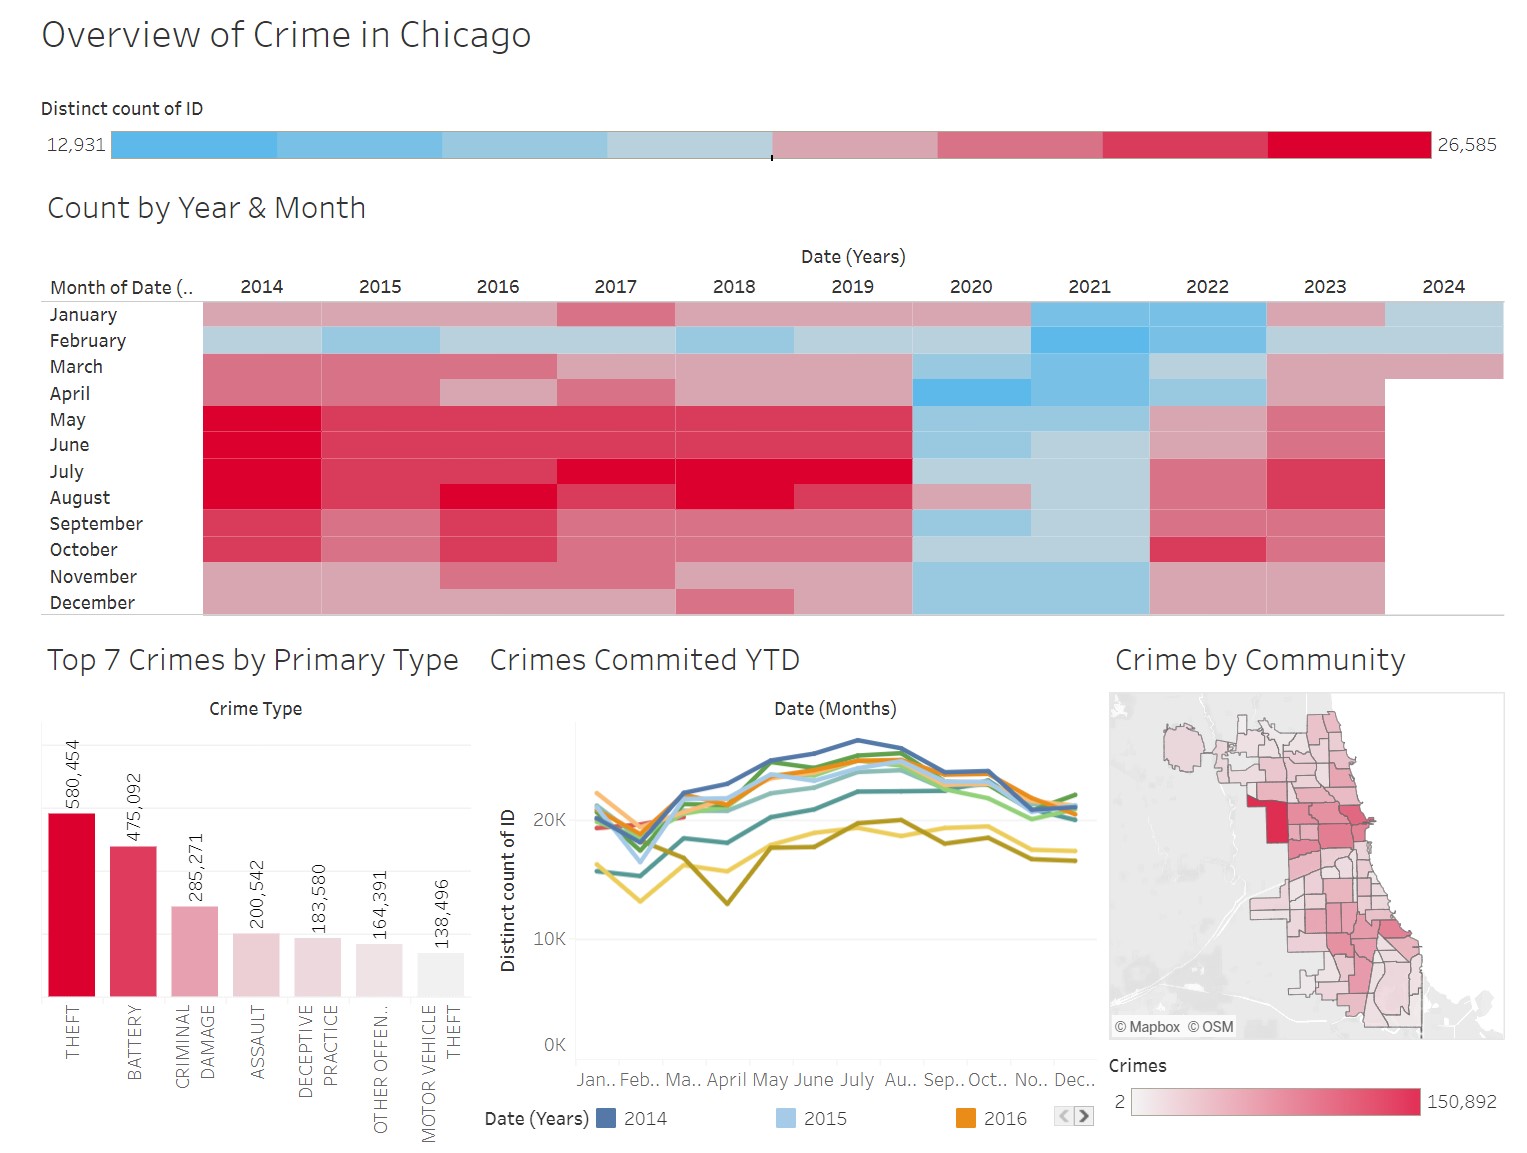 Overview of Crime in Chicago
Distinct count of ID
12,931 26,585
Count by Year & Month
Date (Years)
Month of Date (.. 2014 2015 2016 2017 2018 2019 2020 2021 2022 2023 2024
January
February
March
April
May
June
July
August
September
October
November
December
Top 7 Crimes by Primary Type
Crime Type
580,454
475,092
285,271
200,542
183,580
164,391
138,496
THEFT
BATTERY
CRIMINAL
DAMAGE
ASSAULT
DECEPTIVE
PRACTICE
OTHER OFFEN..
MOTOR VEHICLE
THEFT
Crimes Commited YTD
Date (Months)
Distinct count of ID
20K
10K
0K
Jan.. Feb.. Ma.. April May June July Au.. Sep.. Oct.. No.. Dec..
Date (Years) 2014 2015 2016
Crime by Community
© Mapbox © OSM
Crimes
2 150,892